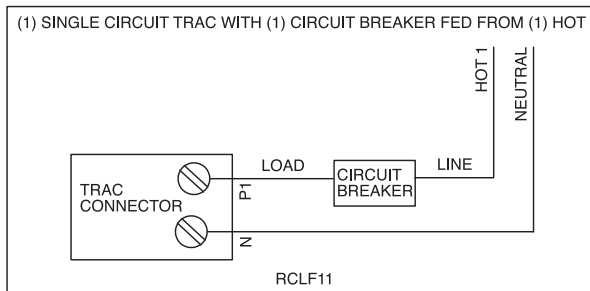 (1) SINGLE CIRCUIT TRAC WITH (1) CIRCUIT BREAKER FED FROM (1) HOT
HOT 1
NEUTRAL
TRAC
CONNECTOR
P1
LOAD
CIRCUIT
BREAKER
LINE
N
RCLF11